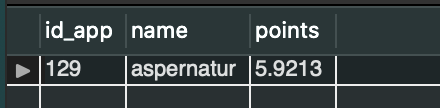 id_app name points
129 aspernatur 5.9213